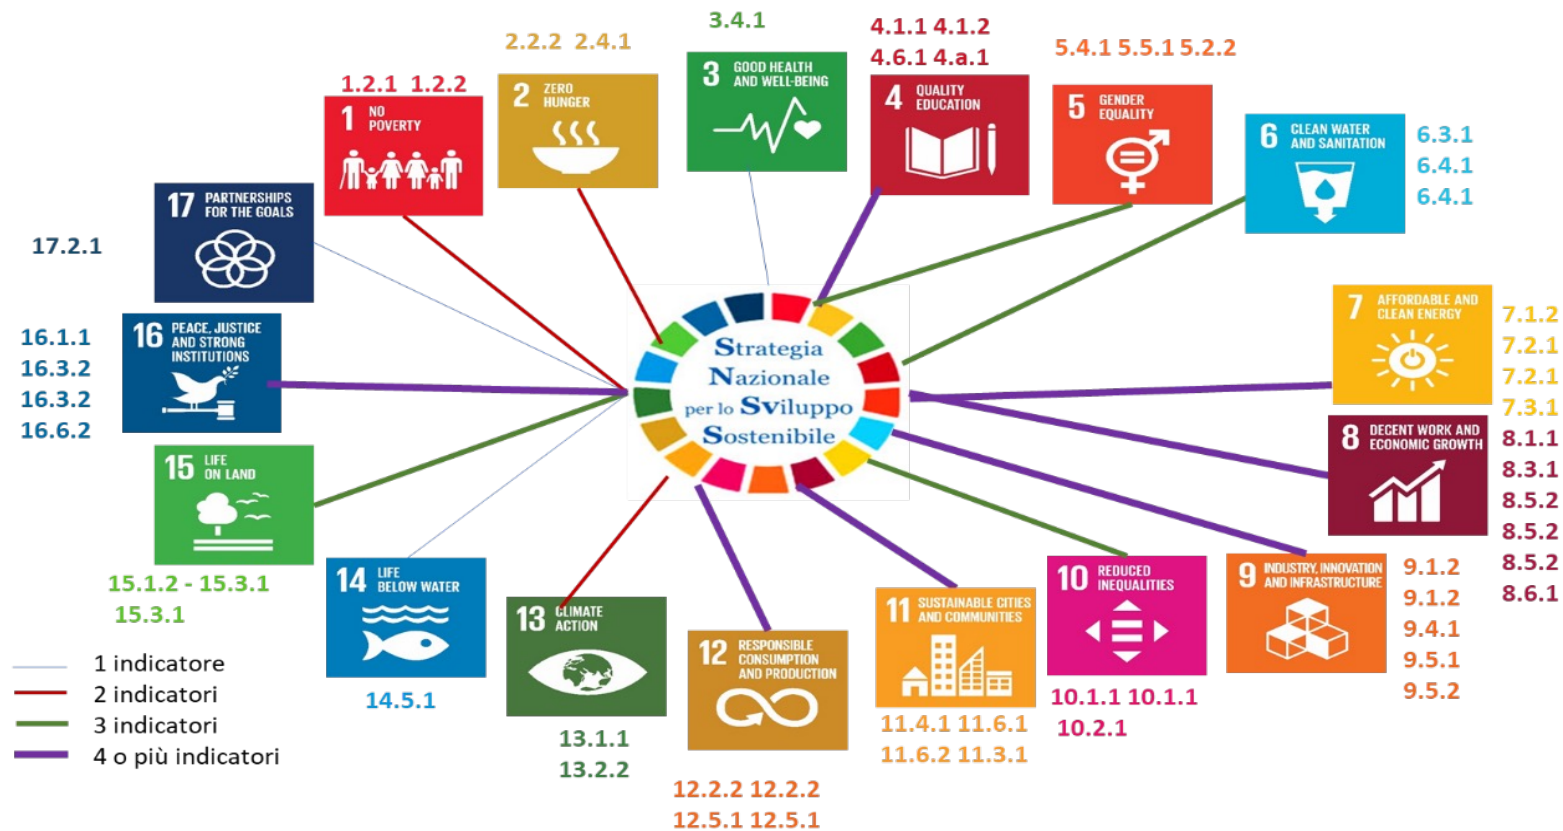 3.4.1
4.1.1 4.1.2
4.6.1 4.a.1
2.2.2 2.4.1
5.4.1 5.5.1 5.2.2
1.2.1 1.2.2
1 NO
POVERTY
2 ZERO
HUNGER
3 GOOD HEALTH
AND WELL-BEING
4 QUALITY
EDUCATION
5 GENDER
EQUALITY
6 CLEAN WATER
AND SANITATION
6.3.1
6.4.1
6.4.1
17 PARTNERSHIPS
FOR THE GOALS
17.2.1
16 PEACE, JUSTICE
AND STRONG
INSTITUTIONS
16.1.1
16.3.2
16.3.2
16.6.2
Strategia
Nazionale
per lo Sviluppo
Sostenibile
7 AFFORDABLE AND
CLEAN ENERGY
7.1.2
7.2.1
7.2.1
7.3.1
8 DECENT WORK AND
ECONOMIC GROWTH
8.1.1
8.3.1
8.5.2
8.5.2
8.5.2
8.6.1
15 LIFE
ON LAND
15.1.2 - 15.3.1
15.3.1
14 LIFE
BELOW WATER
14.5.1
13 CLIMATE
ACTION
13.1.1
13.2.2
12 RESPONSIBLE
CONSUMPTION
AND PRODUCTION
12.2.2 12.2.2
12.5.1 12.5.1
11 SUSTAINABLE CITIES
AND COMMUNITIES
11.4.1 11.6.1
11.6.2 11.3.1
10 REDUCED
INEQUALITIES
10.1.1 10.1.1
10.2.1
9 INDUSTRY, INNOVATION
AND INFRASTRUCTURE
9.1.2
9.1.2
9.4.1
9.5.1
9.5.2
1 indicatore
2 indicatori
3 indicatori
4 o più indicatori